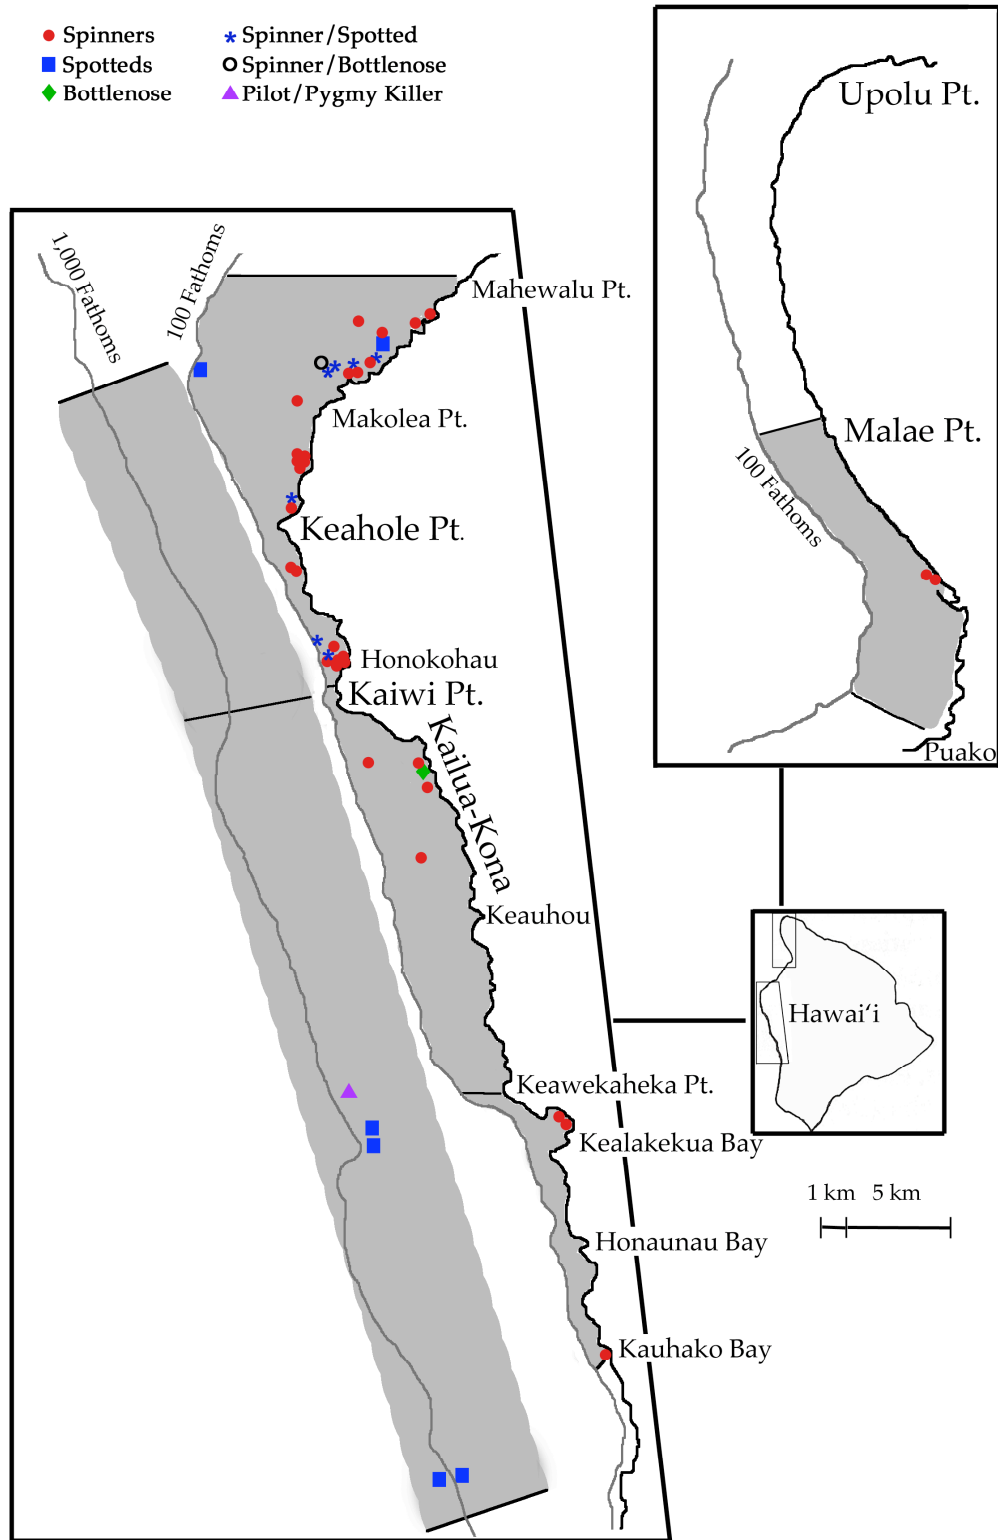 Spinners
Spotteds
Bottlenose
Spinner/Spotted
Spinner/Bottlenose
Pilot/Pygmy Killer
Upolu Pt.
Malae Pt.
100 Fathoms
Puako
1,000 Fathoms
100 Fathoms
Mahewalu Pt.
Makolea Pt.
Keahole Pt.
Honokohau
Kaiwi Pt.
Kailua-Kona
Keauhou
Keawekaheka Pt.
Kealakekua Bay
Honaunau Bay
Kauhako Bay
Hawai‘i
1 km 5 km